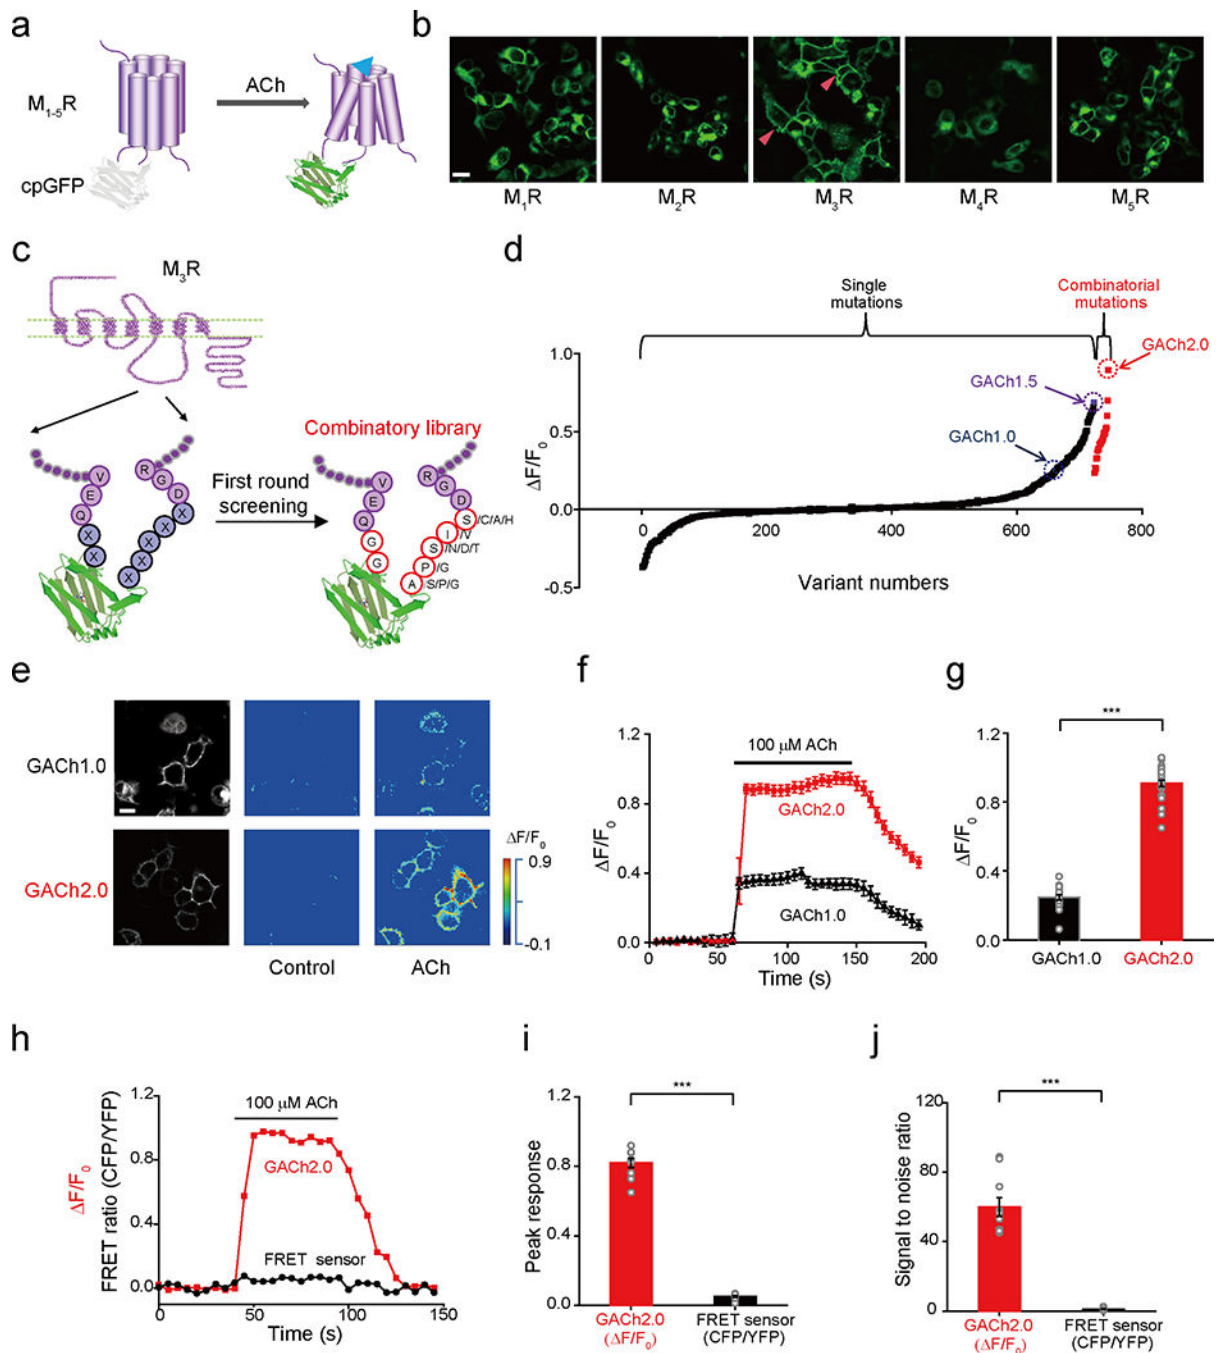 a
M1-5R
ACh
cpGFP
b
M1R
M2R
M3R
M4R
M5R
c
M3R
V
E
Q
X
X
R
G
D
X
X
X
X
X
First round
screening
Combinatory library
V
E
Q
G
G
R
G
D
S /C/A/H
I /V
S /N/D/T
P /G
A S/P/G
d
Single
mutations
Combinatorial
mutations
GACh2.0
GACh1.5
GACh1.0
ΔF/F0
1.0
0.5
0.0
-0.5
0
200
400
600
800
Variant numbers
e
GACh1.0
GACh2.0
Control
ACh
ΔF/F0
0.9
-0.1
f
ΔF/F0
1.2
0.8
0.4
0.0
100 μM ACh
GACh2.0
GACh1.0
0
50
100
150
200
Time (s)
g
ΔF/F0
1.2
0.8
0.4
0.0
***
GACh1.0
GACh2.0
h
ΔF/F0
FRET ratio (CFP/YFP)
1.2
0.8
0.4
0.0
100 μM ACh
GACh2.0
FRET sensor
0
50
100
150
Time (s)
i
Peak response
1.2
0.8
0.4
0.0
***
GACh2.0
(ΔF/F0)
FRET sensor
(CFP/YFP)
j
Signal to noise ratio
120
80
40
0
***
GACh2.0
(ΔF/F0)
FRET sensor
(CFP/YFP)